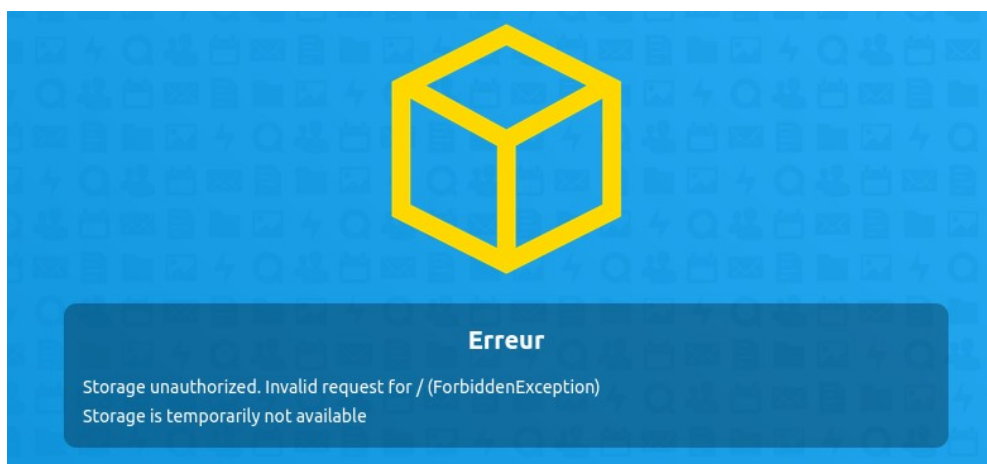 Erreur
Storage unauthorized. Invalid request for / (ForbiddenException)
Storage is temporarily not available